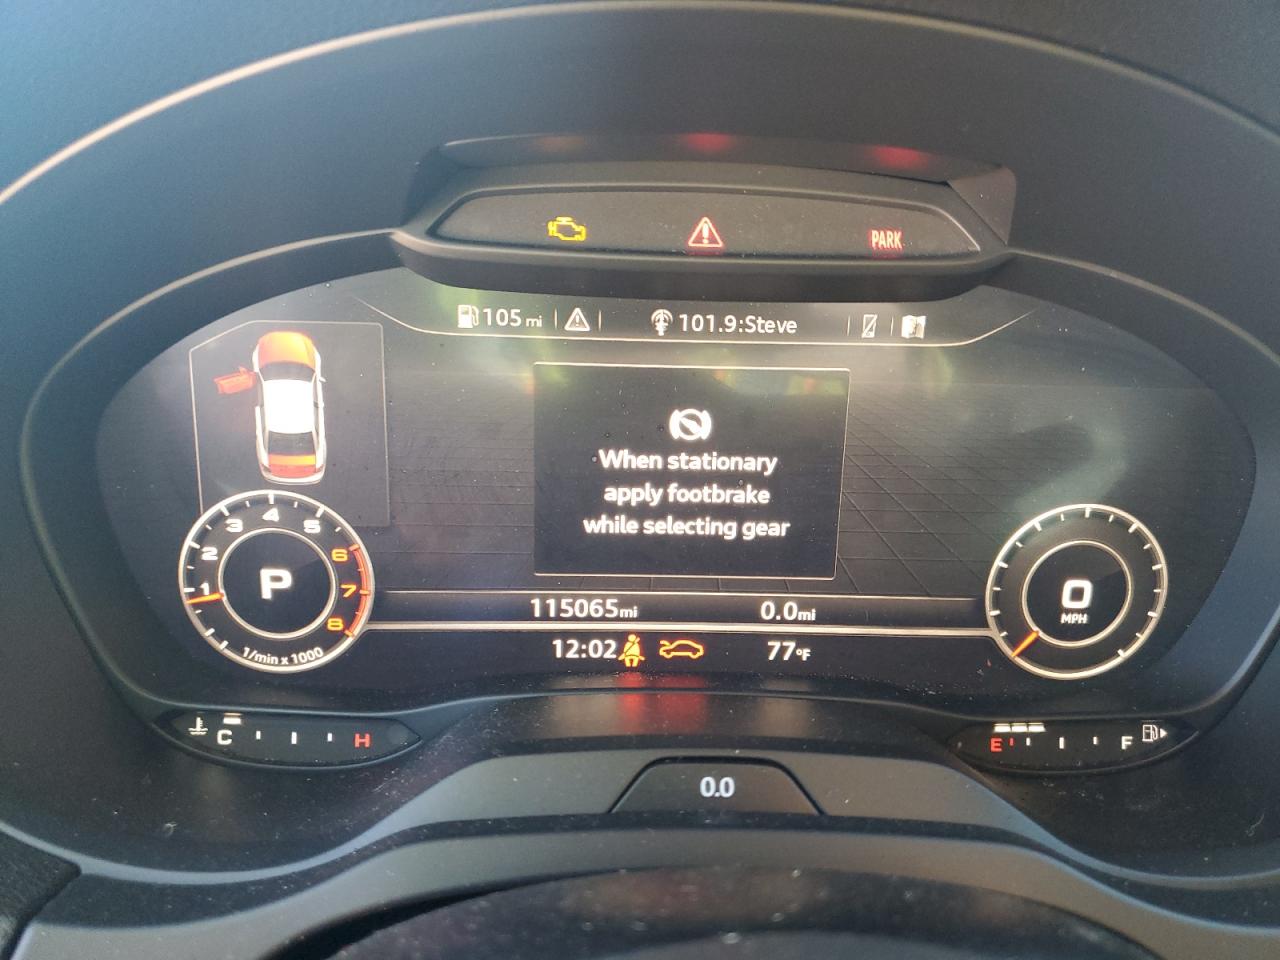 PARK
105 mi
101.9:Steve
When stationary
apply footbrake
while selecting gear
1 2 3 4 5 6 7 8
P
1/min x 1000
0
MPH
115065mi
0.0mi
12:02
77°F
C H
E F
0.0